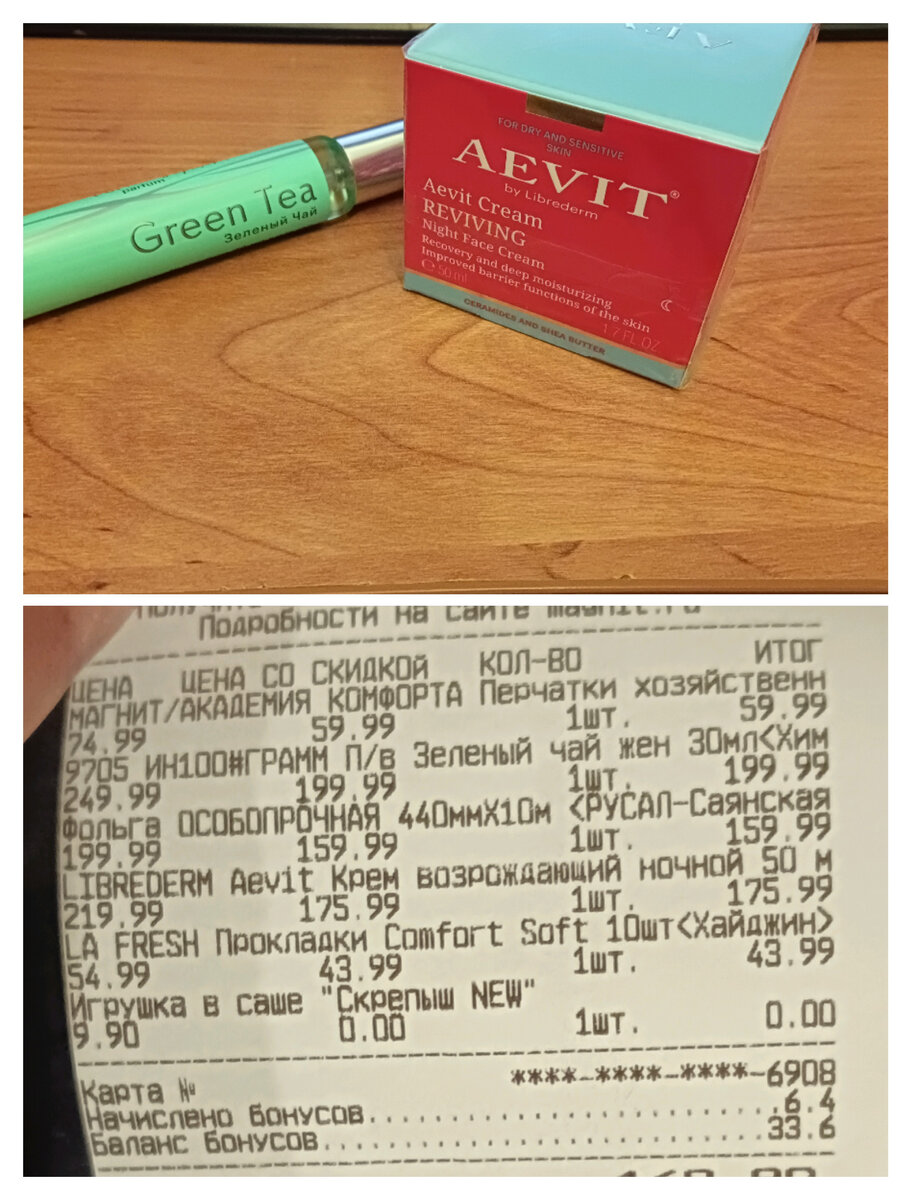 parfum
Green Tea
Зеленый Чай
FOR DRY AND SENSITIVE
SKIN
AEVIT®
by Librederm
Aevit Cream
REVIVING
Night Face Cream
Recovery and deep moisturizing
Improved barrier functions of the skin
℮ 50 ml
1.7 FL.OZ
CERAMIDES AND SHEA BUTTER
Подробности на сайте magnit.ru
ЦЕНА ЦЕНА СО СКИДКОЙ КОЛ-ВО ИТОГ
МАГНИТ/АКАДЕМИЯ КОМФОРТА Перчатки хозяйственн
74.99 59.99 1шт. 59.99
9705 ИН100#ГРАММ П/в Зеленый чай жен 30мл<Хим
249.99 199.99 1шт. 199.99
Фольга ОСОБОПРОЧНАЯ 440ммХ10м <РУСАЛ-Саянская
199.99 159.99 1шт. 159.99
LIBREDERM Aevit Крем возрождающий ночной 50 м
219.99 175.99 1шт. 175.99
LA FRESH Прокладки Comfort Soft 10шт<Хайджин>
54.99 43.99 1шт. 43.99
Игрушка в саше "Скрепыш NEW"
9.90 0.00 1шт. 0.00
Карта № ****-****-****-6908
Начислено бонусов....................6.4
Баланс бонусов.......................33.6